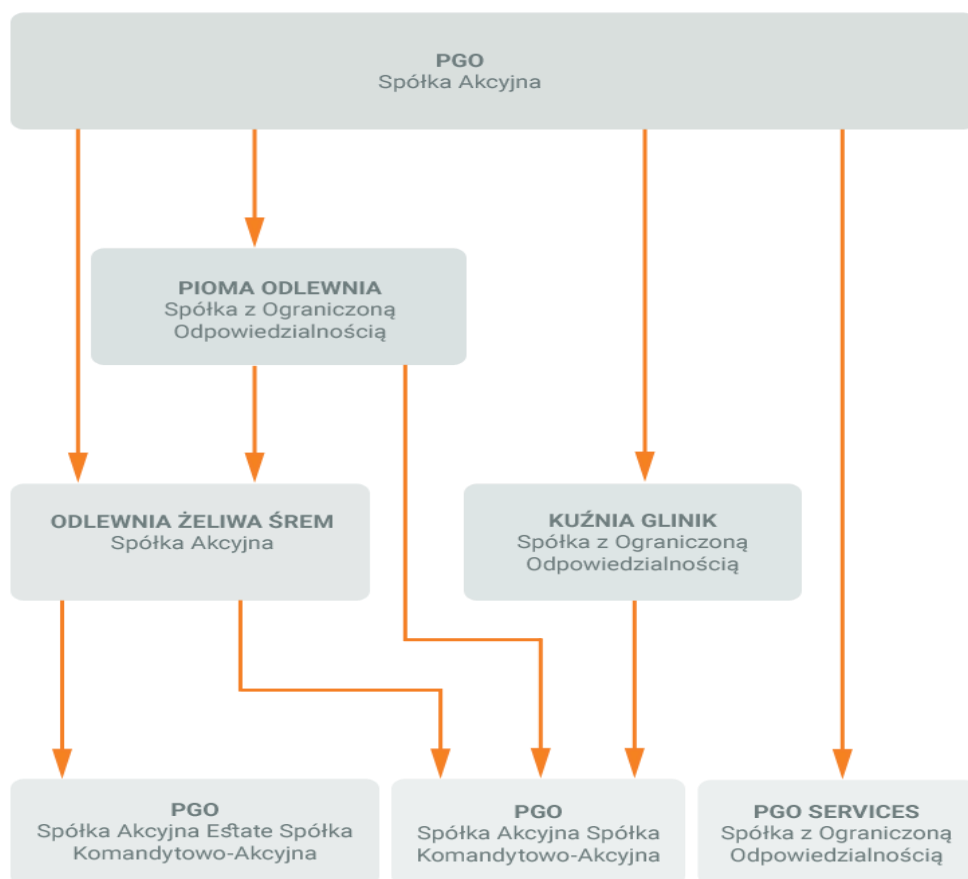 PGO
Spółka Akcyjna
PIOMA ODLEWNIA
Spółka z Ograniczoną
Odpowiedzialnością
ODLEWNIA ŻELIWA ŚREM
Spółka Akcyjna
KUŹNIA GLINIK
Spółka z Ograniczoną
Odpowiedzialnością
PGO
Spółka Akcyjna Estate Spółka
Komandytowo-Akcyjna
PGO
Spółka Akcyjna Spółka
Komandytowo-Akcyjna
PGO SERVICES
Spółka z Ograniczoną
Odpowiedzialnością